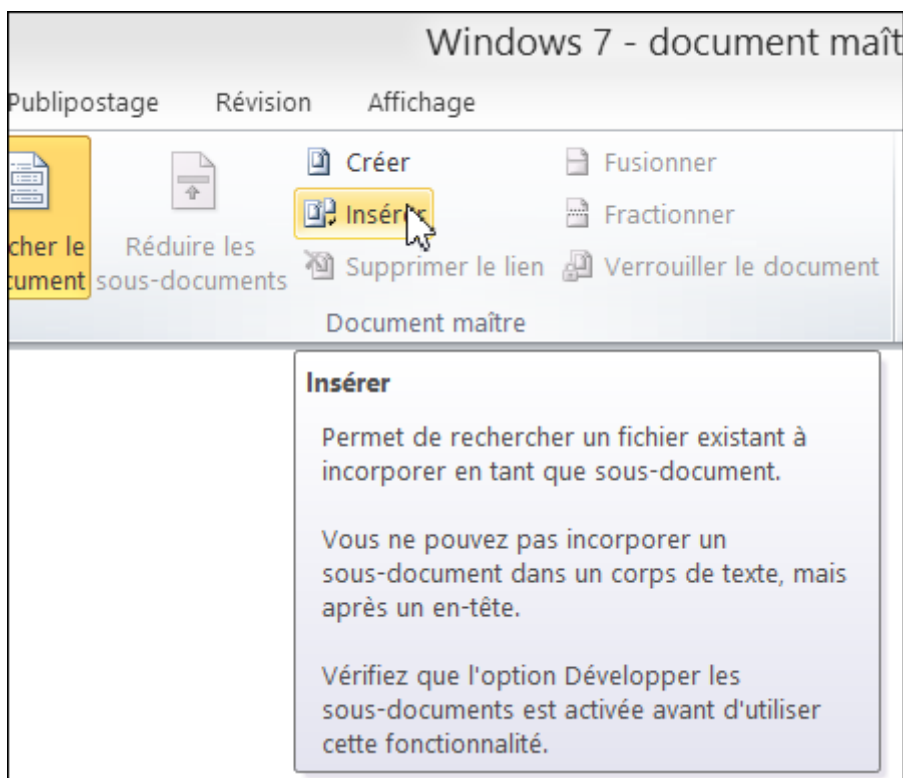 Windows 7 - document maît
Publipostage Révision Affichage
Créer Fusionner
Insérer Fractionner
cher le Réduire les
cument sous-documents
Supprimer le lien Verrouiller le document
Document maître
Insérer
Permet de rechercher un fichier existant à
incorporer en tant que sous-document.
Vous ne pouvez pas incorporer un
sous-document dans un corps de texte, mais
après un en-tête.
Vérifiez que l'option Développer les
sous-documents est activée avant d'utiliser
cette fonctionnalité.